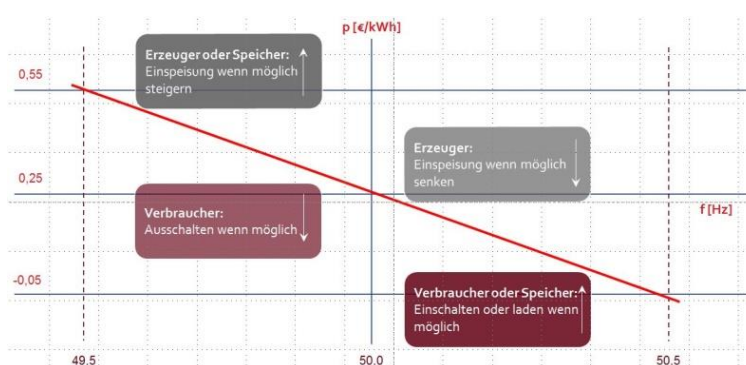 p [€/kWh]
Erzeuger oder Speicher:
Einspeisung wenn möglich
steigern
0,55
Erzeuger:
Einspeisung wenn möglich
senken
0,25
Verbraucher:
Ausschalten wenn möglich
f [Hz]
-0,05
Verbraucher oder Speicher:
Einschalten oder laden wenn
möglich
49.5
50.0
50.5